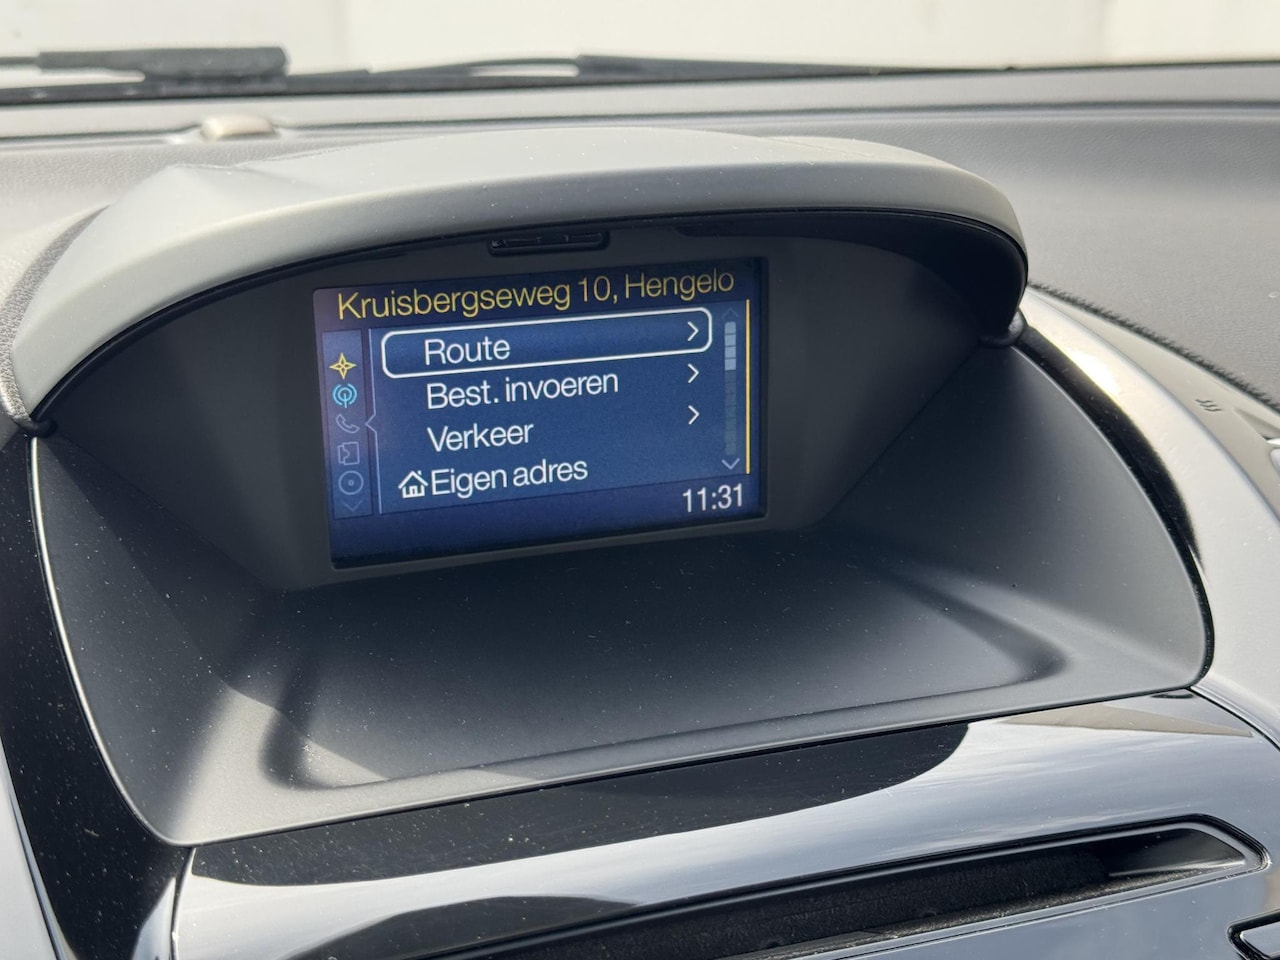 Kruisbergseweg 10, Hengelo
Route
Best. invoeren
Verkeer
Eigen adres
11:31